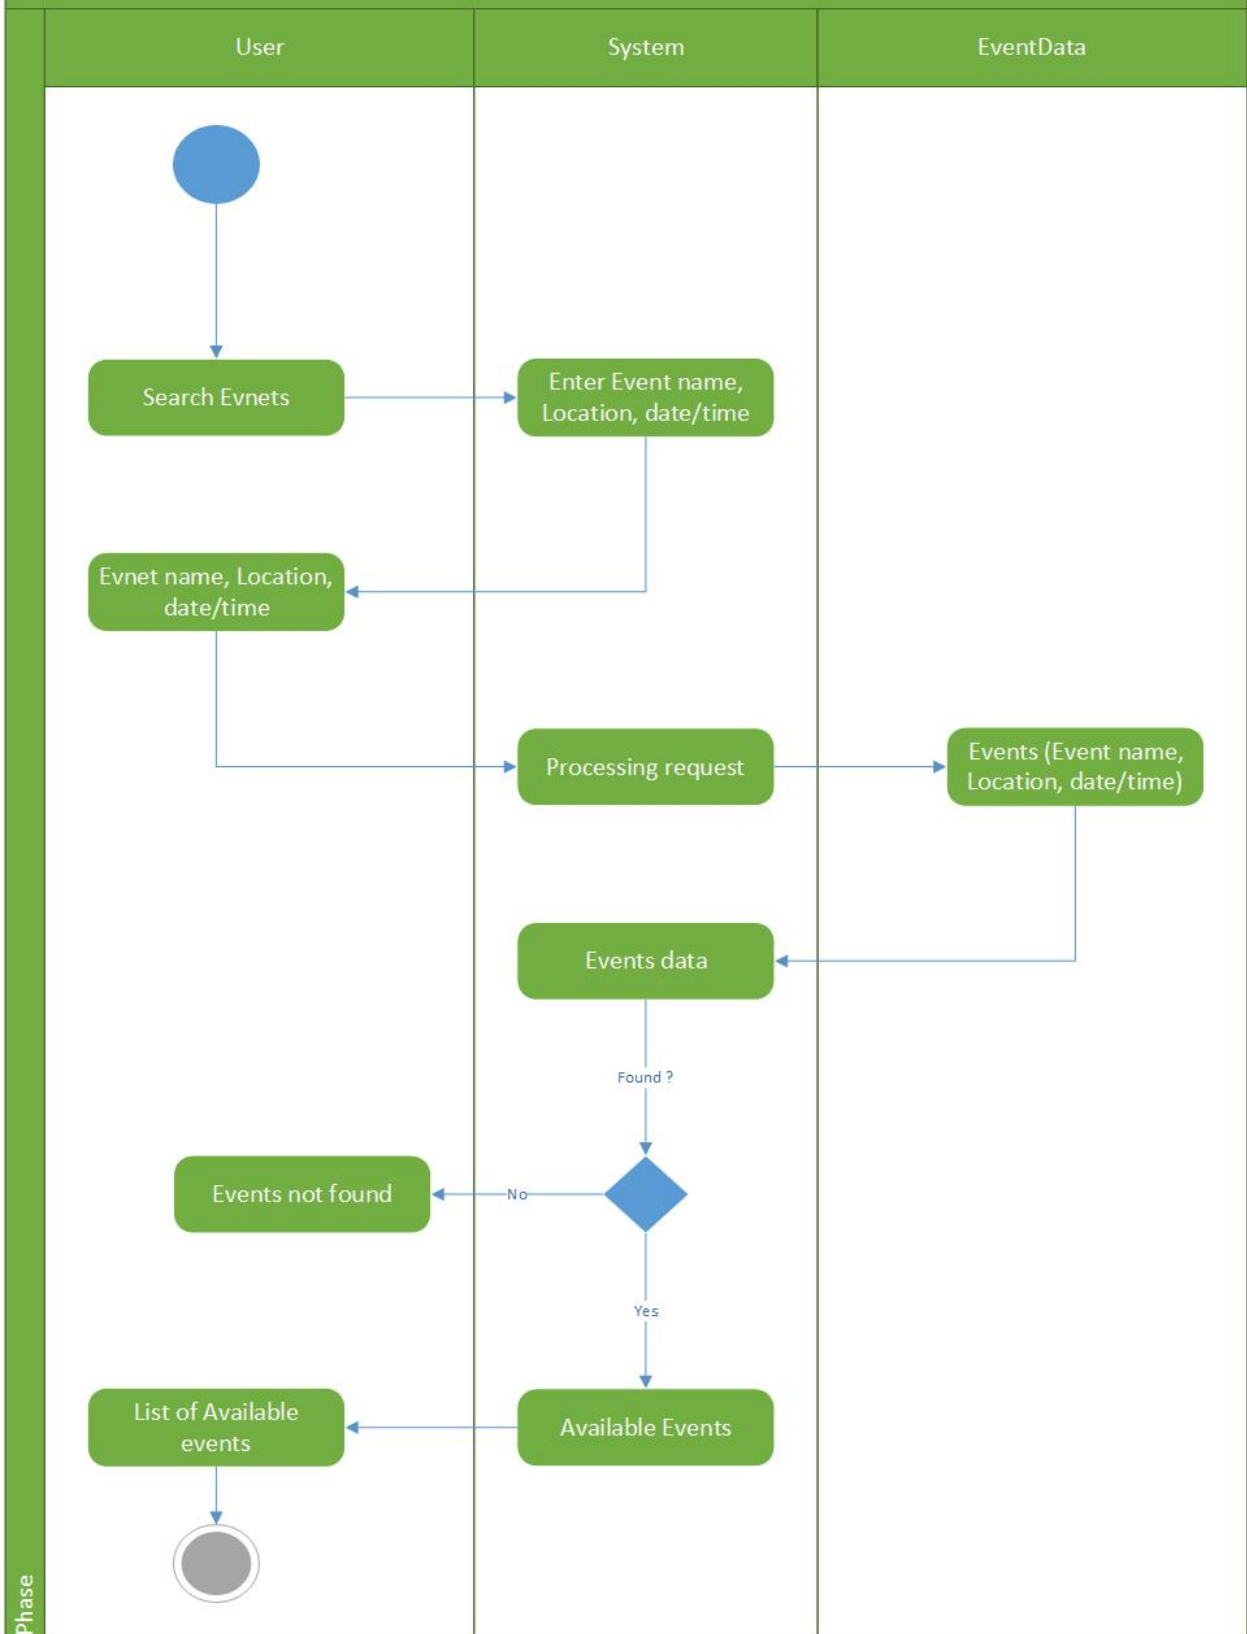 User
System
EventData
Search Evnets
Enter Event name,
Location, date/time
Evnet name, Location,
date/time
Processing request
Events (Event name,
Location, date/time)
Events data
Found ?
Events not found
No
Yes
List of Available
events
Available Events
Phase